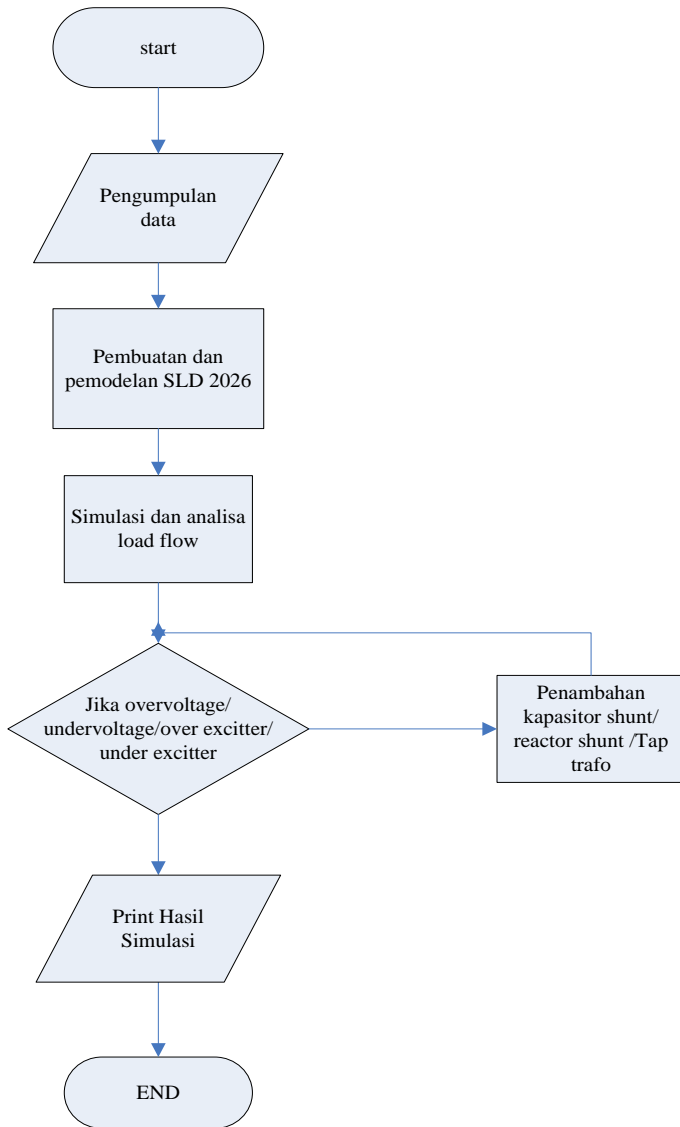 start
Pengumpulan
data
Pembuatan dan
pemodelan SLD 2026
Simulasi dan analisa
load flow
Jika overvoltage/
undervoltage/over excitter/
under excitter
Penambahan
kapasitor shunt/
reactor shunt /Tap
trafo
Print Hasil
Simulasi
END